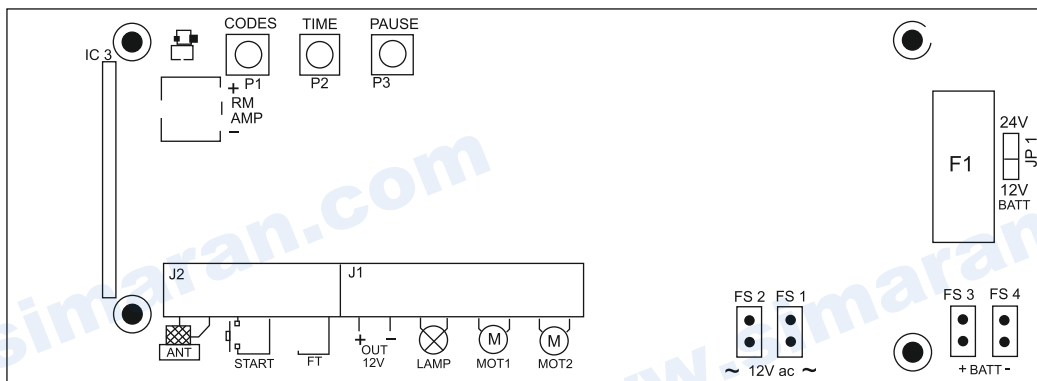 CODES TIME PAUSE
IC 3
P1 P2 P3
+
RM
AMP
-
24V
JP 1
F1
12V
BATT
J2 J1
FS 2 FS 1 FS 3 FS 4
ANT
START
FT
+ OUT -
12V
LAMP
M
MOT1
M
MOT2
~ 12V ac ~
+ BATT -
simaran.com
www.simaran